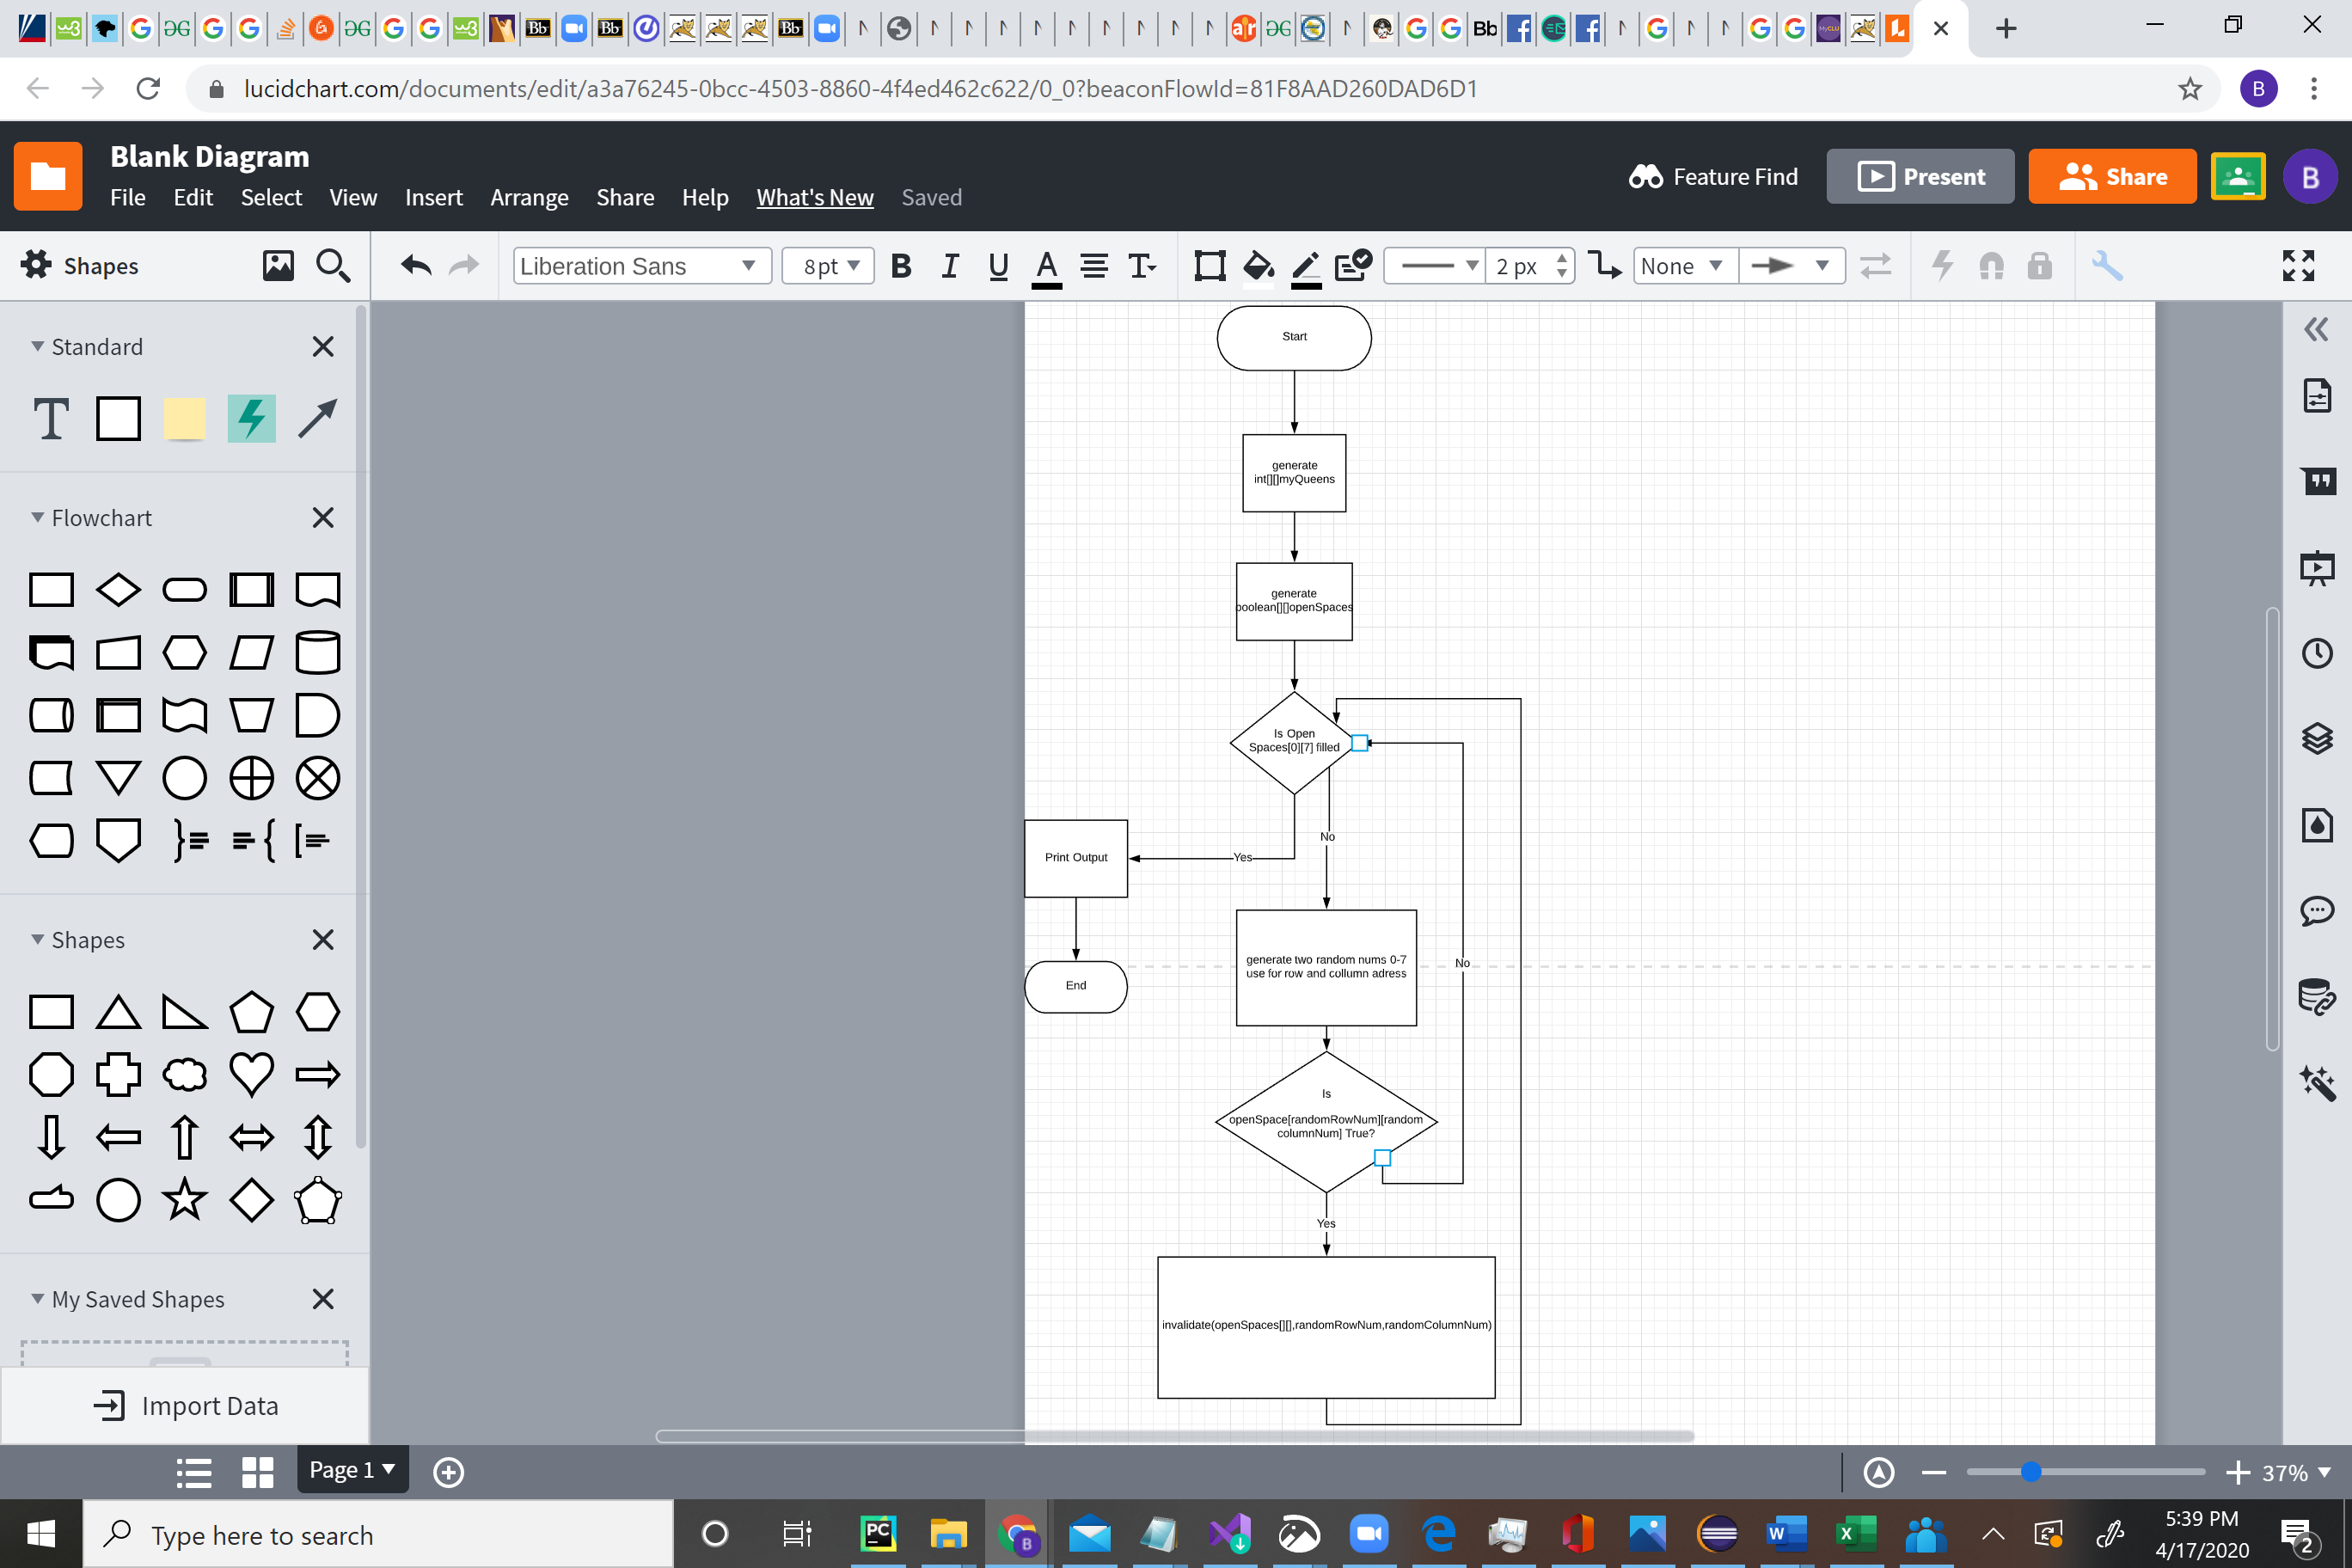 lucidchart.com/documents/edit/a3a76245-0bcc-4503-8860-4f4ed462c622/0_0?beaconFlowId=81F8AAD260DAD6D1
B
Blank Diagram
File Edit Select View Insert Arrange Share Help What's New Saved
Feature Find
Present
Share
B
Shapes
Liberation Sans
8 pt
B I U A T
2 px
None
Standard
T
Flowchart
Shapes
My Saved Shapes
Import Data
Start
generate
int[][]myQueens
generate
boolean[][]openSpaces
Is Open
Spaces[0][7] filled
No
Yes
Print Output
End
generate two random nums 0-7
use for row and collumn adress
No
Is
openSpace[randomRowNum][random
columnNum] True?
Yes
invalidate(openSpaces[][],randomRowNum,randomColumnNum)
Page 1
37%
Type here to search
PC
B
W
X
5:39 PM
4/17/2020
2